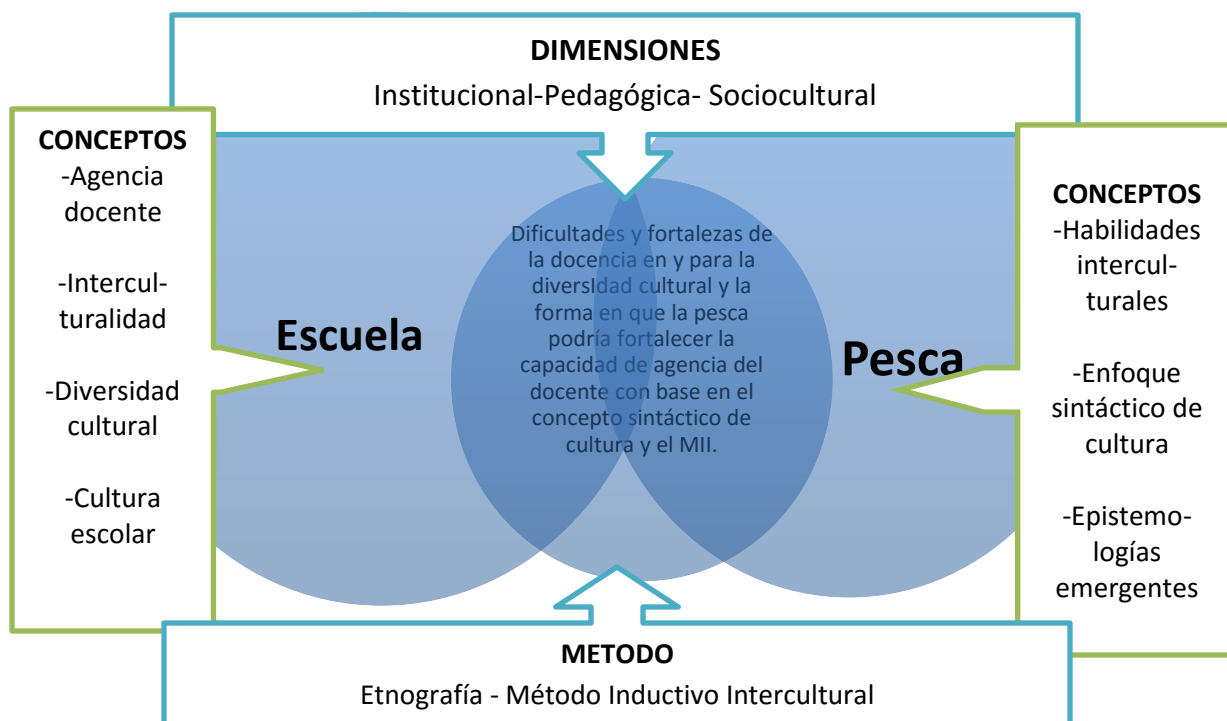 DIMENSIONES
Institucional-Pedagógica- Sociocultural
CONCEPTOS
-Agencia
docente
-Intercul-
turalidad
-Diversidad
cultural
-Cultura
escolar
Escuela
Dificultades y fortalezas de
la docencia en y para la
diversidad cultural y la
forma en que la pesca
podría fortalecer la
capacidad de agencia del
docente con base en el
concepto sintáctico de
cultura y el MII.
Pesca
CONCEPTOS
-Habilidades
intercul-
turales
-Enfoque
sintáctico de
cultura
-Epistemo-
logías
emergentes
METODO
Etnografía - Método Inductivo Intercultural